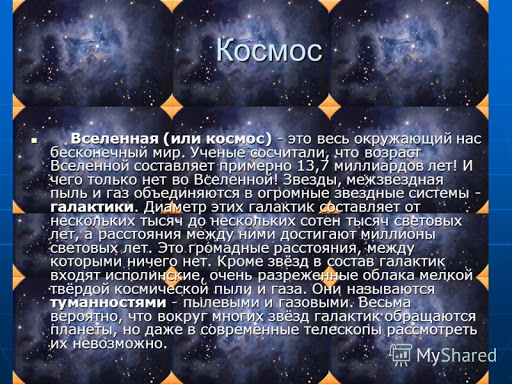 Космос
Вселенная (или космос) - это весь окружающий нас
бесконечный мир. Ученые сосчитали, что возраст
Вселенной составляет примерно 13,7 миллиардов лет! И
чего только нет во Вселенной! Звезды, межзвездная
пыль и газ объединяются в огромные звездные системы -
галактики. Диаметр этих галактик составляет от
нескольких тысяч до нескольких сотен тысяч световых
лет, а расстояния между ними достигают миллионы
световых лет. Это громадные расстояния, между
которыми ничего нет. Кроме звёзд в состав галактик
входят исполинские, очень разреженные облака мелкой
твёрдой космической пыли и газа. Они называются
туманностями - пылевыми и газовыми. Весьма
вероятно, что вокруг многих звёзд галактик обращаются
планеты, но даже в современные телескопы рассмотреть
их невозможно.
MyShared